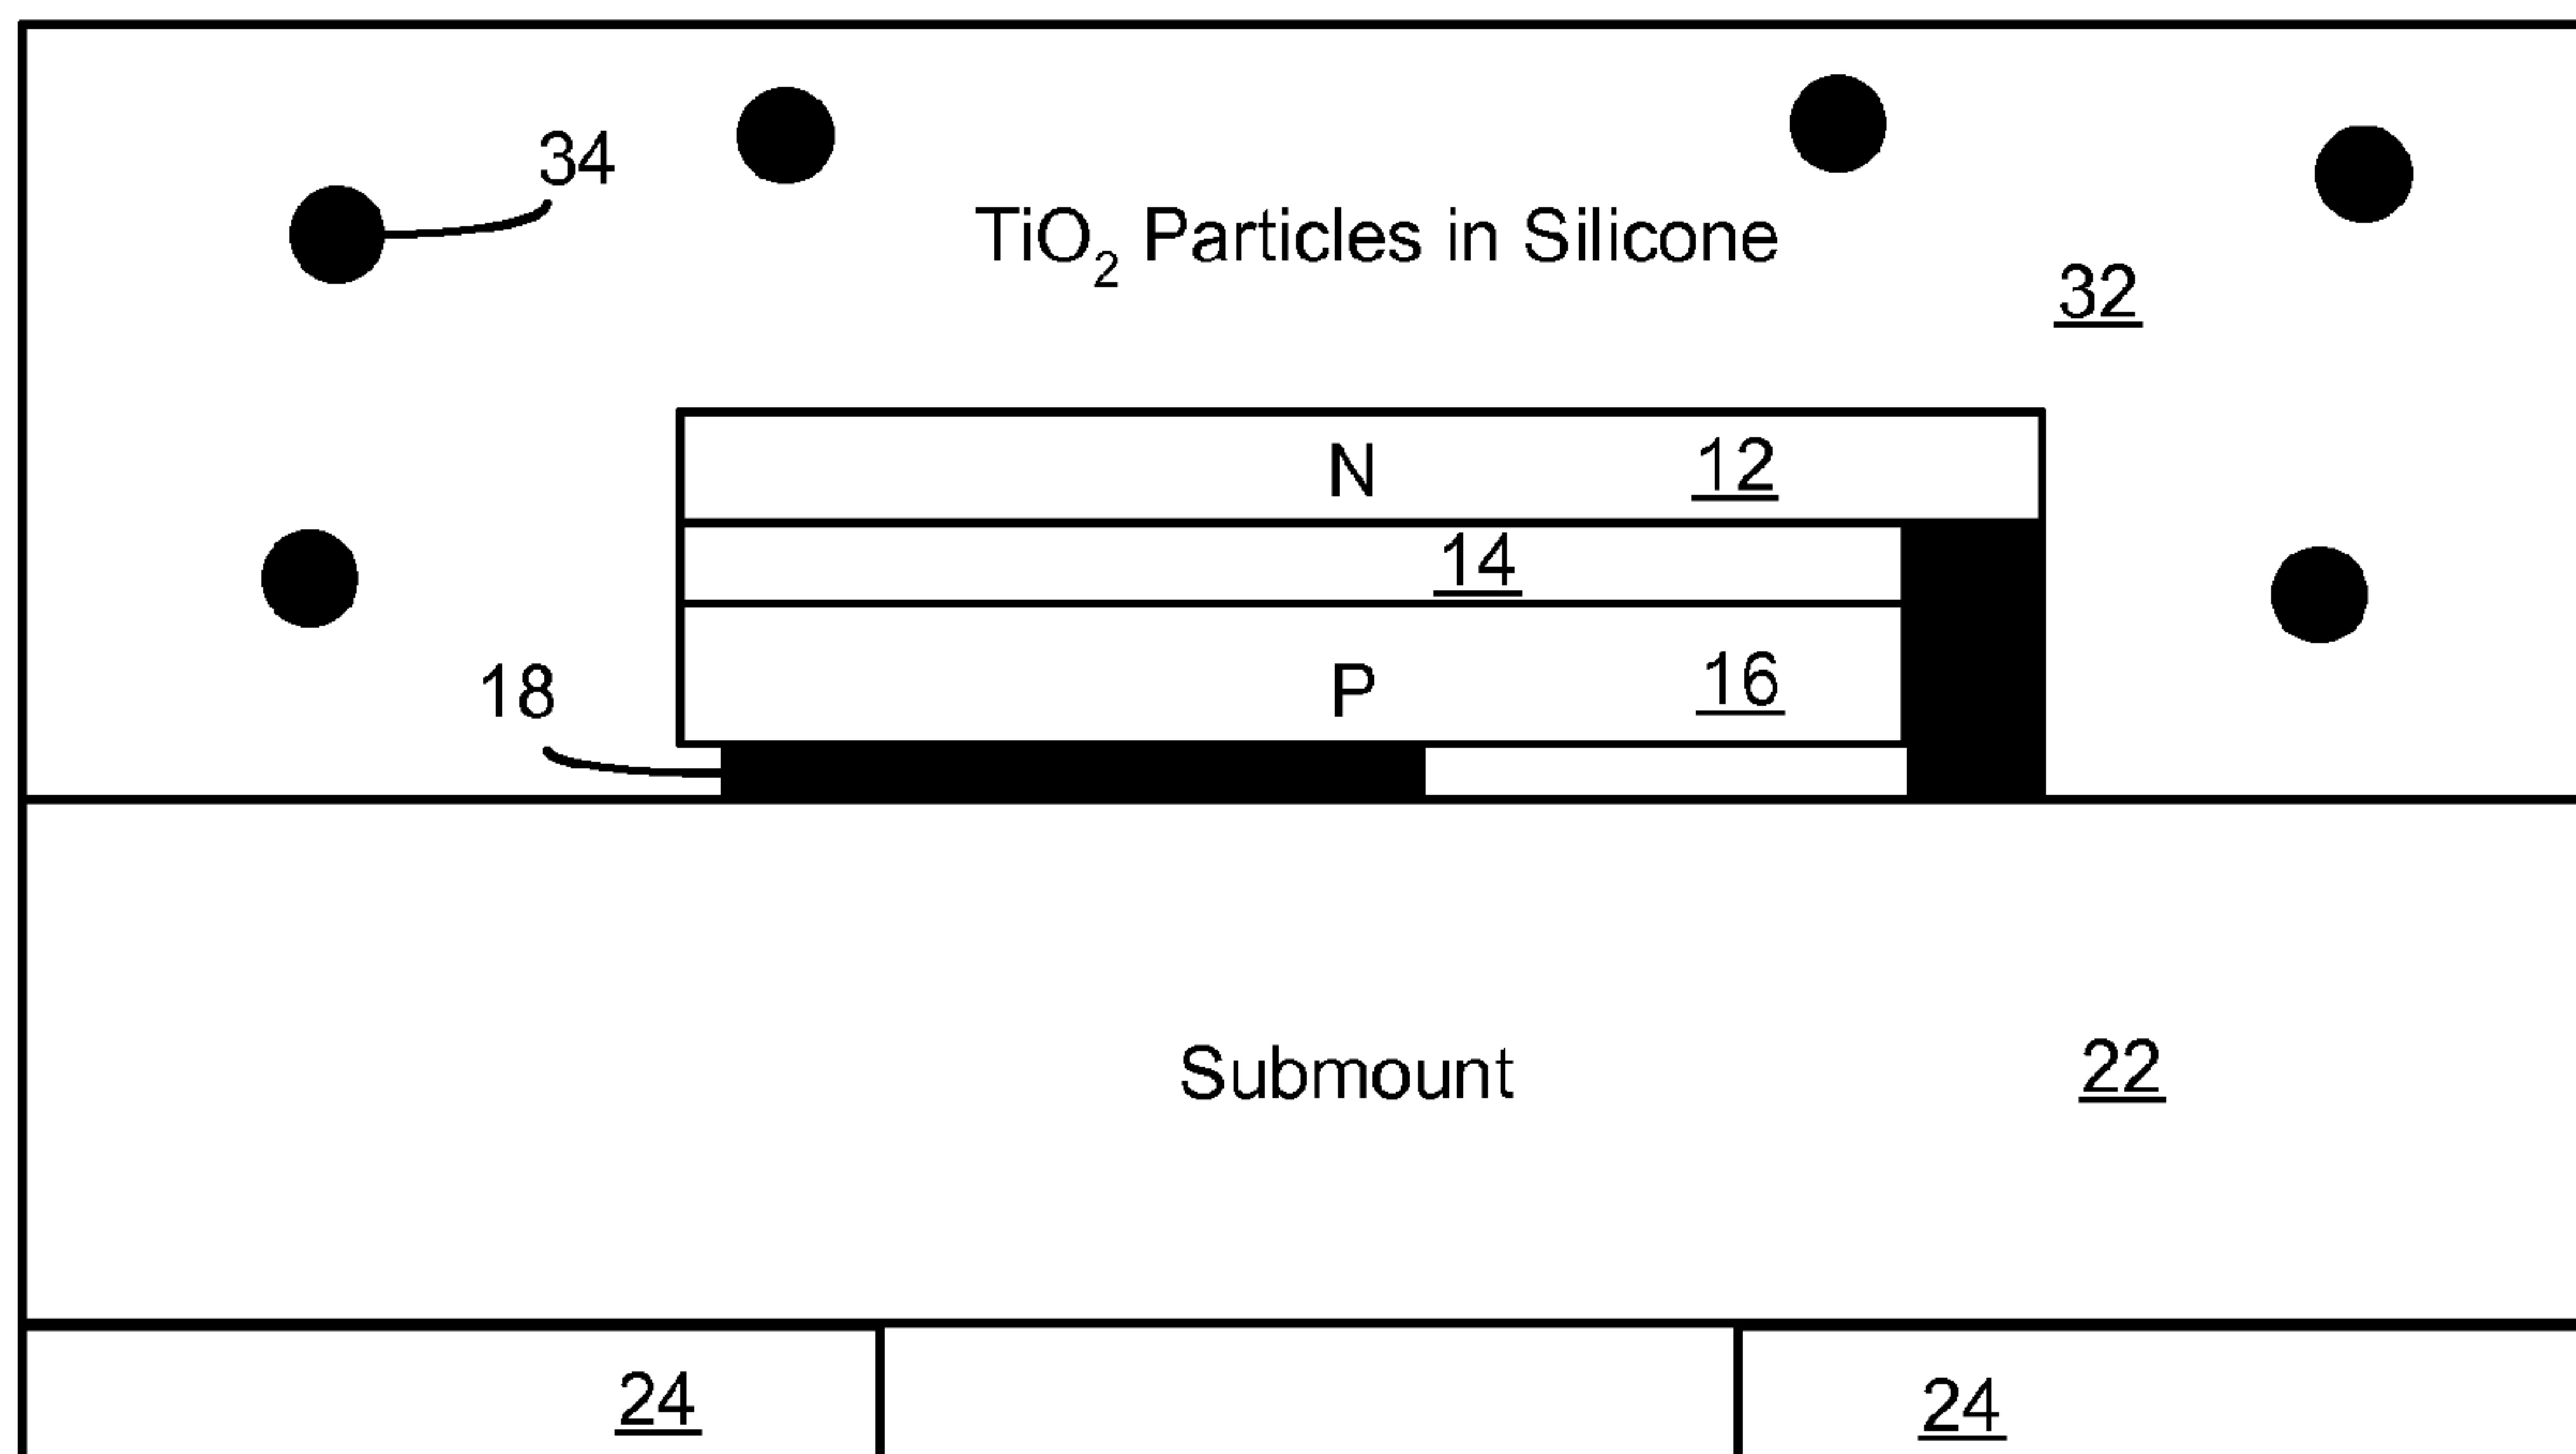 34
TiO₂ Particles in Silicone
32
N 12
14
P 16
18
Submount 22
24 24